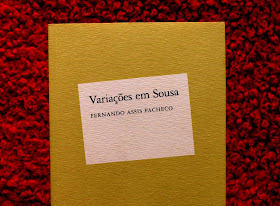 Variações em Sousa
FERNANDO ASSIS PACHECO